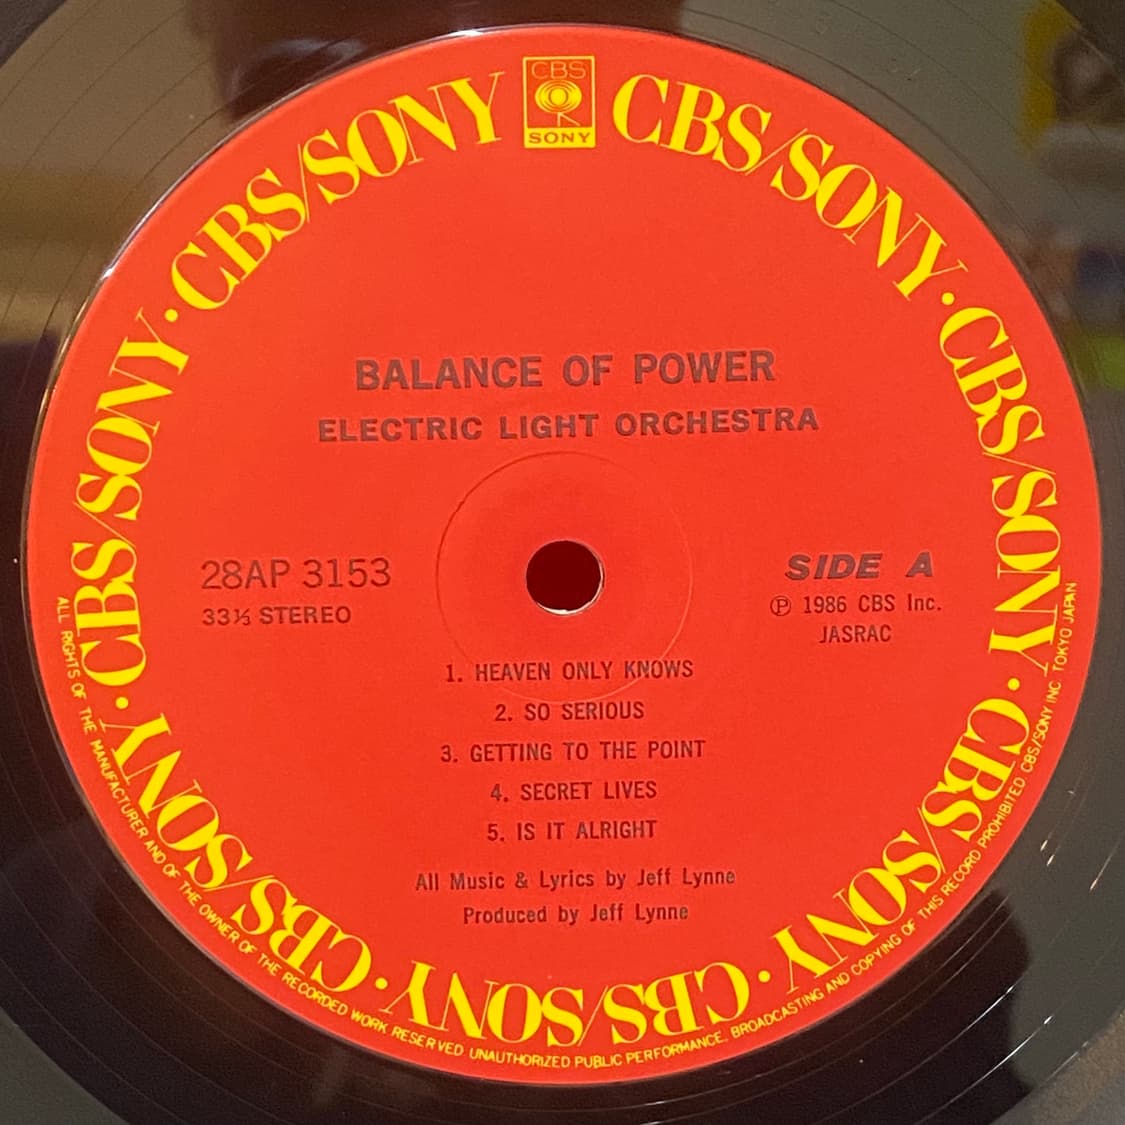 CBS
SONY
CBS/SONY · CBS/SONY · CBS/SONY · CBS/SONY · CBS/SONY · CBS/SONY · CBS/SONY · CBS/SONY
BALANCE OF POWER
ELECTRIC LIGHT ORCHESTRA
28AP 3153
33⅓ STEREO
SIDE A
Ⓟ 1986 CBS Inc.
JASRAC
1. HEAVEN ONLY KNOWS
2. SO SERIOUS
3. GETTING TO THE POINT
4. SECRET LIVES
5. IS IT ALRIGHT
All Music & Lyrics by Jeff Lynne
Produced by Jeff Lynne
ALL RIGHTS OF THE MANUFACTURER AND OF THE OWNER OF THE RECORDED WORK RESERVED UNAUTHORIZED PUBLIC PERFORMANCE. BROADCASTING AND COPYING OF THIS RECORD PROHIBITED CBS/SONY INC. TOKYO JAPAN